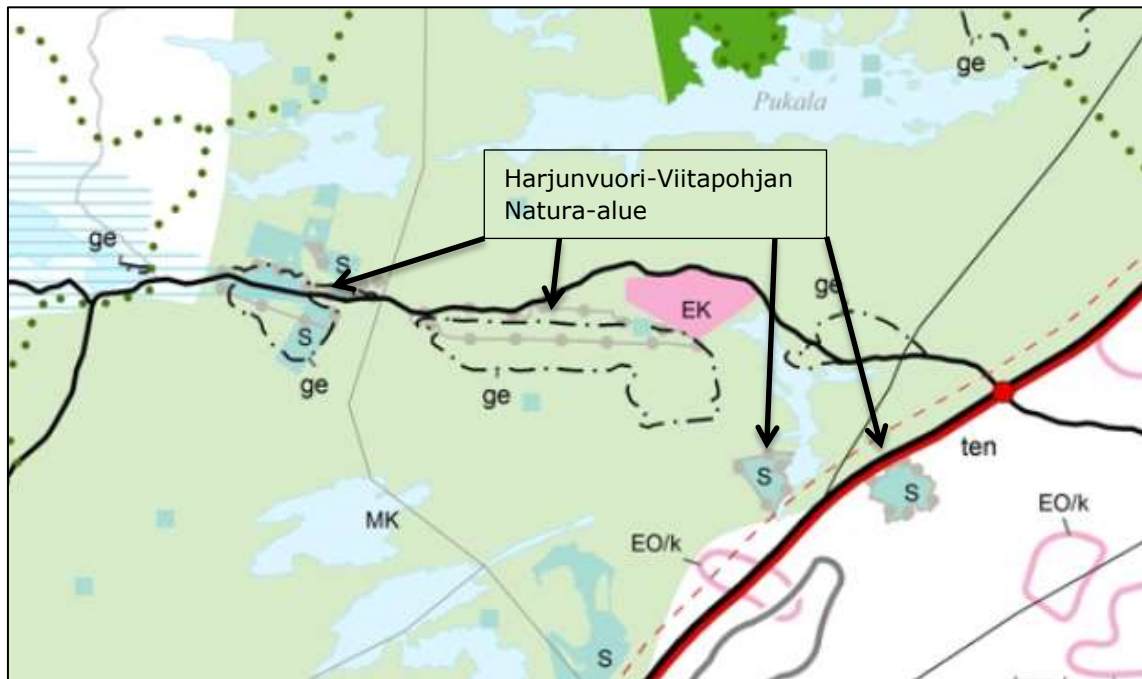 ge
Pukala
Harjunvuori-Viitapohjan
Natura-alue
ge
S
ge
EK
S
ge
ge
ten
S
S
MK
EO/k
EO/k
S